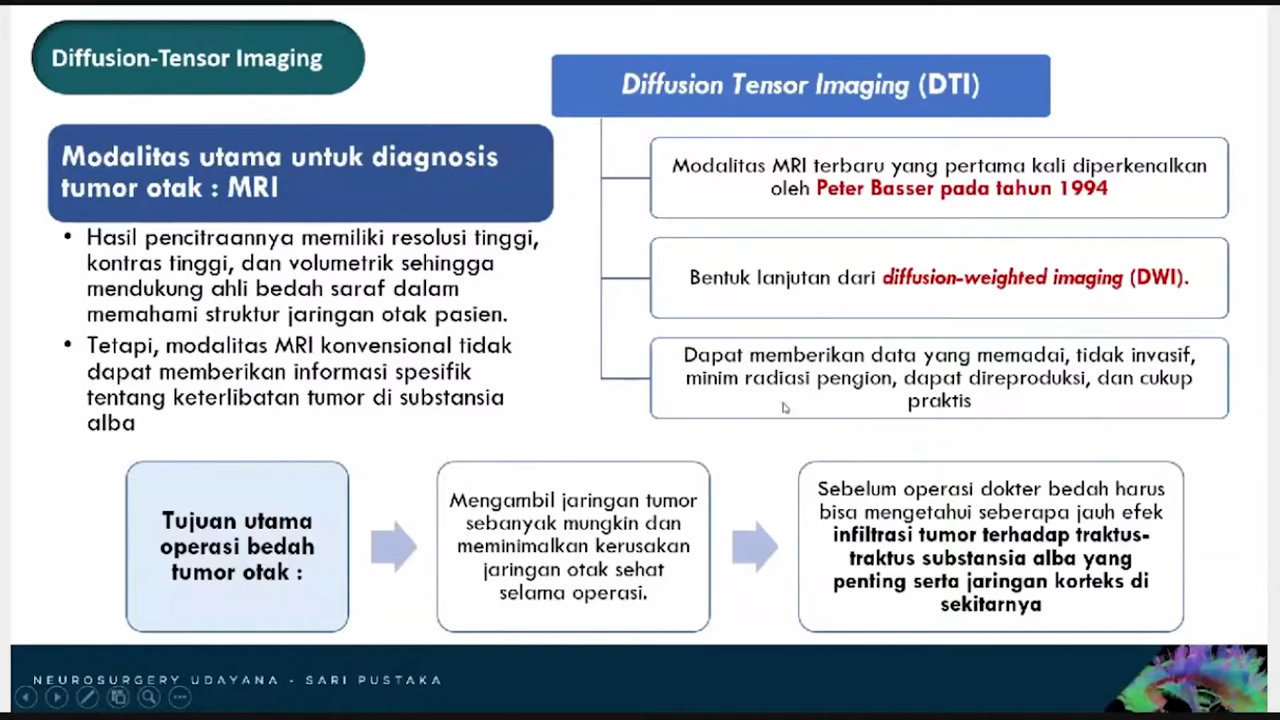 Diffusion-Tensor Imaging
Diffusion Tensor Imaging (DTI)
Modalitas utama untuk diagnosis
tumor otak : MRI
• Hasil pencitraannya memiliki resolusi tinggi,
kontras tinggi, dan volumetrik sehingga
mendukung ahli bedah saraf dalam
memahami struktur jaringan otak pasien.
• Tetapi, modalitas MRI konvensional tidak
dapat memberikan informasi spesifik
tentang keterlibatan tumor di substansia
alba
Modalitas MRI terbaru yang pertama kali diperkenalkan
oleh Peter Basser pada tahun 1994
Bentuk lanjutan dari diffusion-weighted imaging (DWI).
Dapat memberikan data yang memadai, tidak invasif,
minim radiasi pengion, dapat direproduksi, dan cukup
praktis
Tujuan utama
operasi bedah
tumor otak :
Mengambil jaringan tumor
sebanyak mungkin dan
meminimalkan kerusakan
jaringan otak sehat
selama operasi.
Sebelum operasi dokter bedah harus
bisa mengetahui seberapa jauh efek
infiltrasi tumor terhadap traktus-
traktus substansia alba yang
penting serta jaringan korteks di
sekitarnya
NEUROSURGERY UDAYANA - SARI PUSTAKA